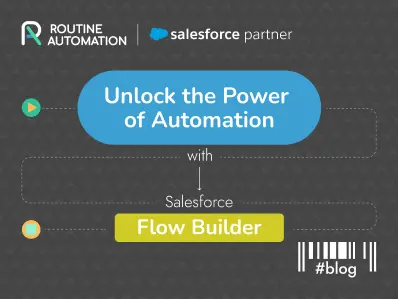 ROUTINE
AUTOMATION
salesforce partner
Unlock the Power
of Automation
with
Salesforce
Flow Builder
#blog